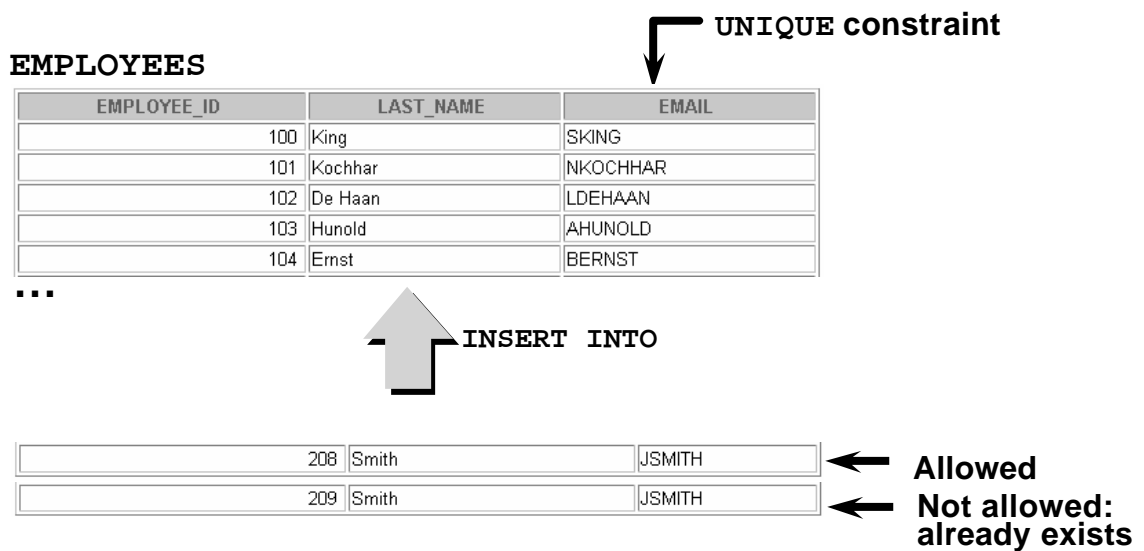 UNIQUE constraint
EMPLOYEES
EMPLOYEE_ID LAST_NAME EMAIL
100 King SKING
101 Kochhar NKOCHHAR
102 De Haan LDEHAAN
103 Hunold AHUNOLD
104 Ernst BERNST
...
INSERT INTO
208 Smith JSMITH
Allowed
209 Smith JSMITH
Not allowed:
already exists